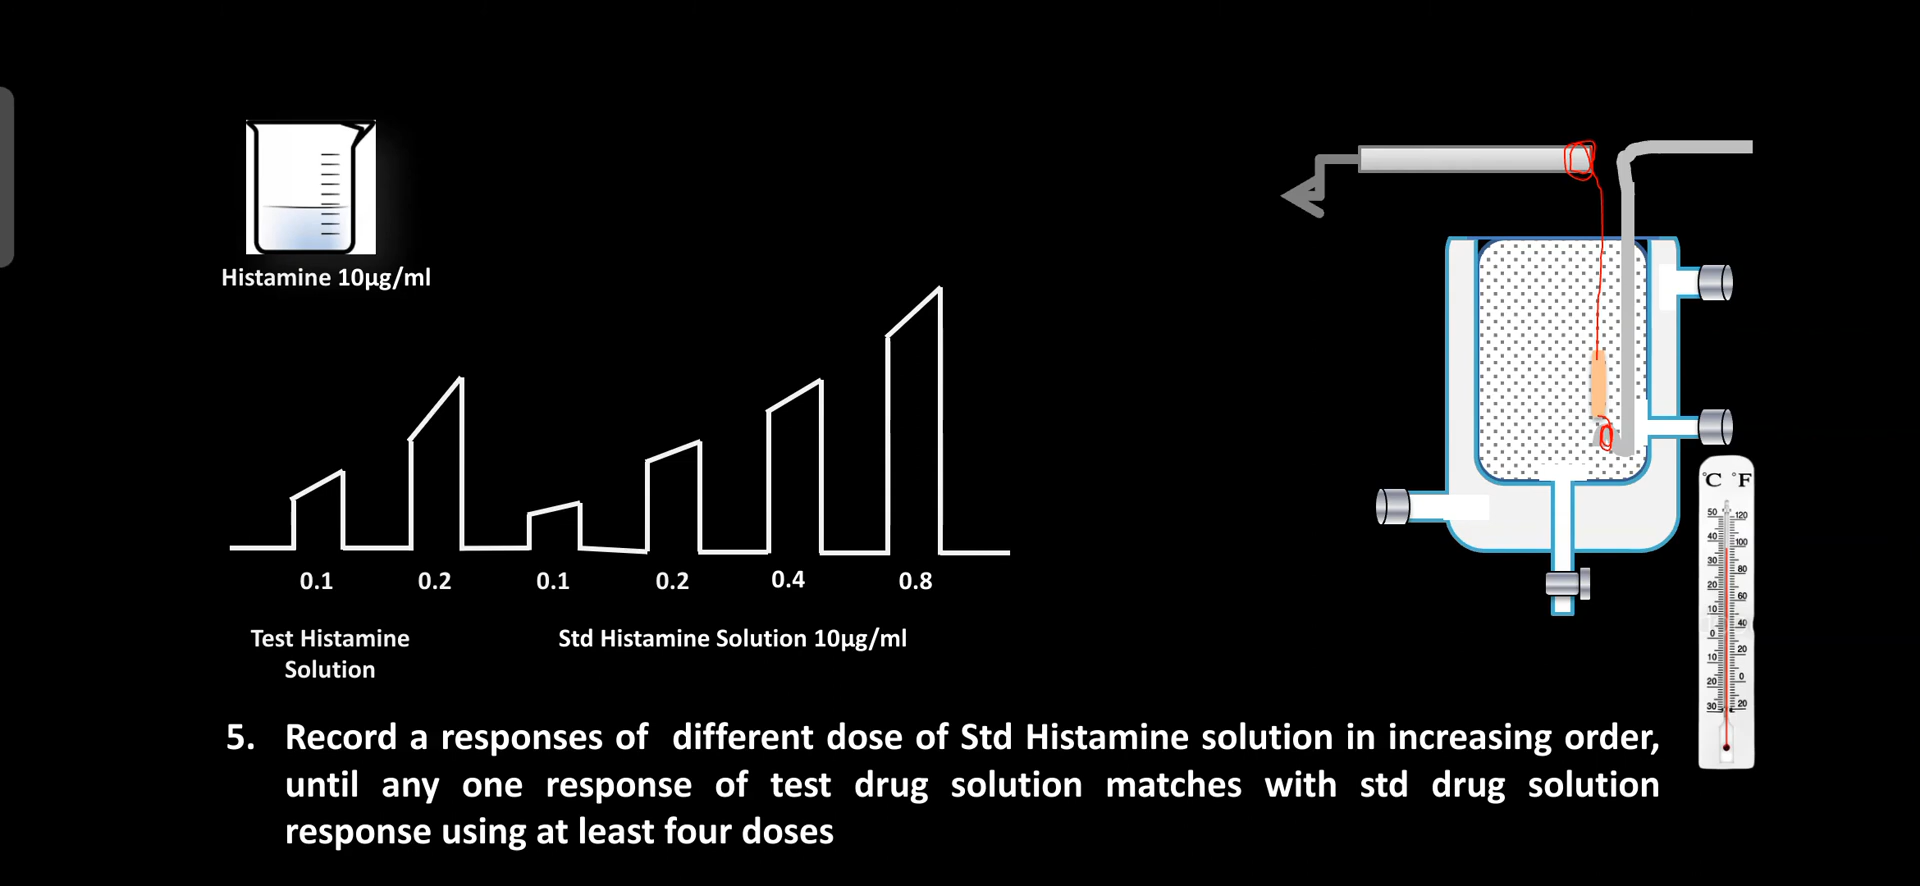 Histamine 10µg/ml
0.1 0.2 0.1 0.2 0.4 0.8
Test Histamine
Solution
Std Histamine Solution 10µg/ml
5. Record a responses of different dose of Std Histamine solution in increasing order,
until any one response of test drug solution matches with std drug solution
response using at least four doses
°C °F
50 120
40 100
30 80
20 60
10 40
0 20
10 0
20 20
30